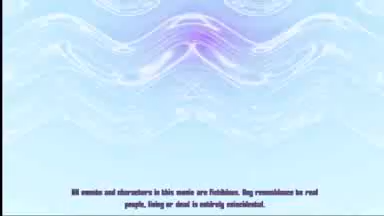 All events and characters in this movie are fictitious. Any resemblance to real
people, living or dead is entirely coincidental.